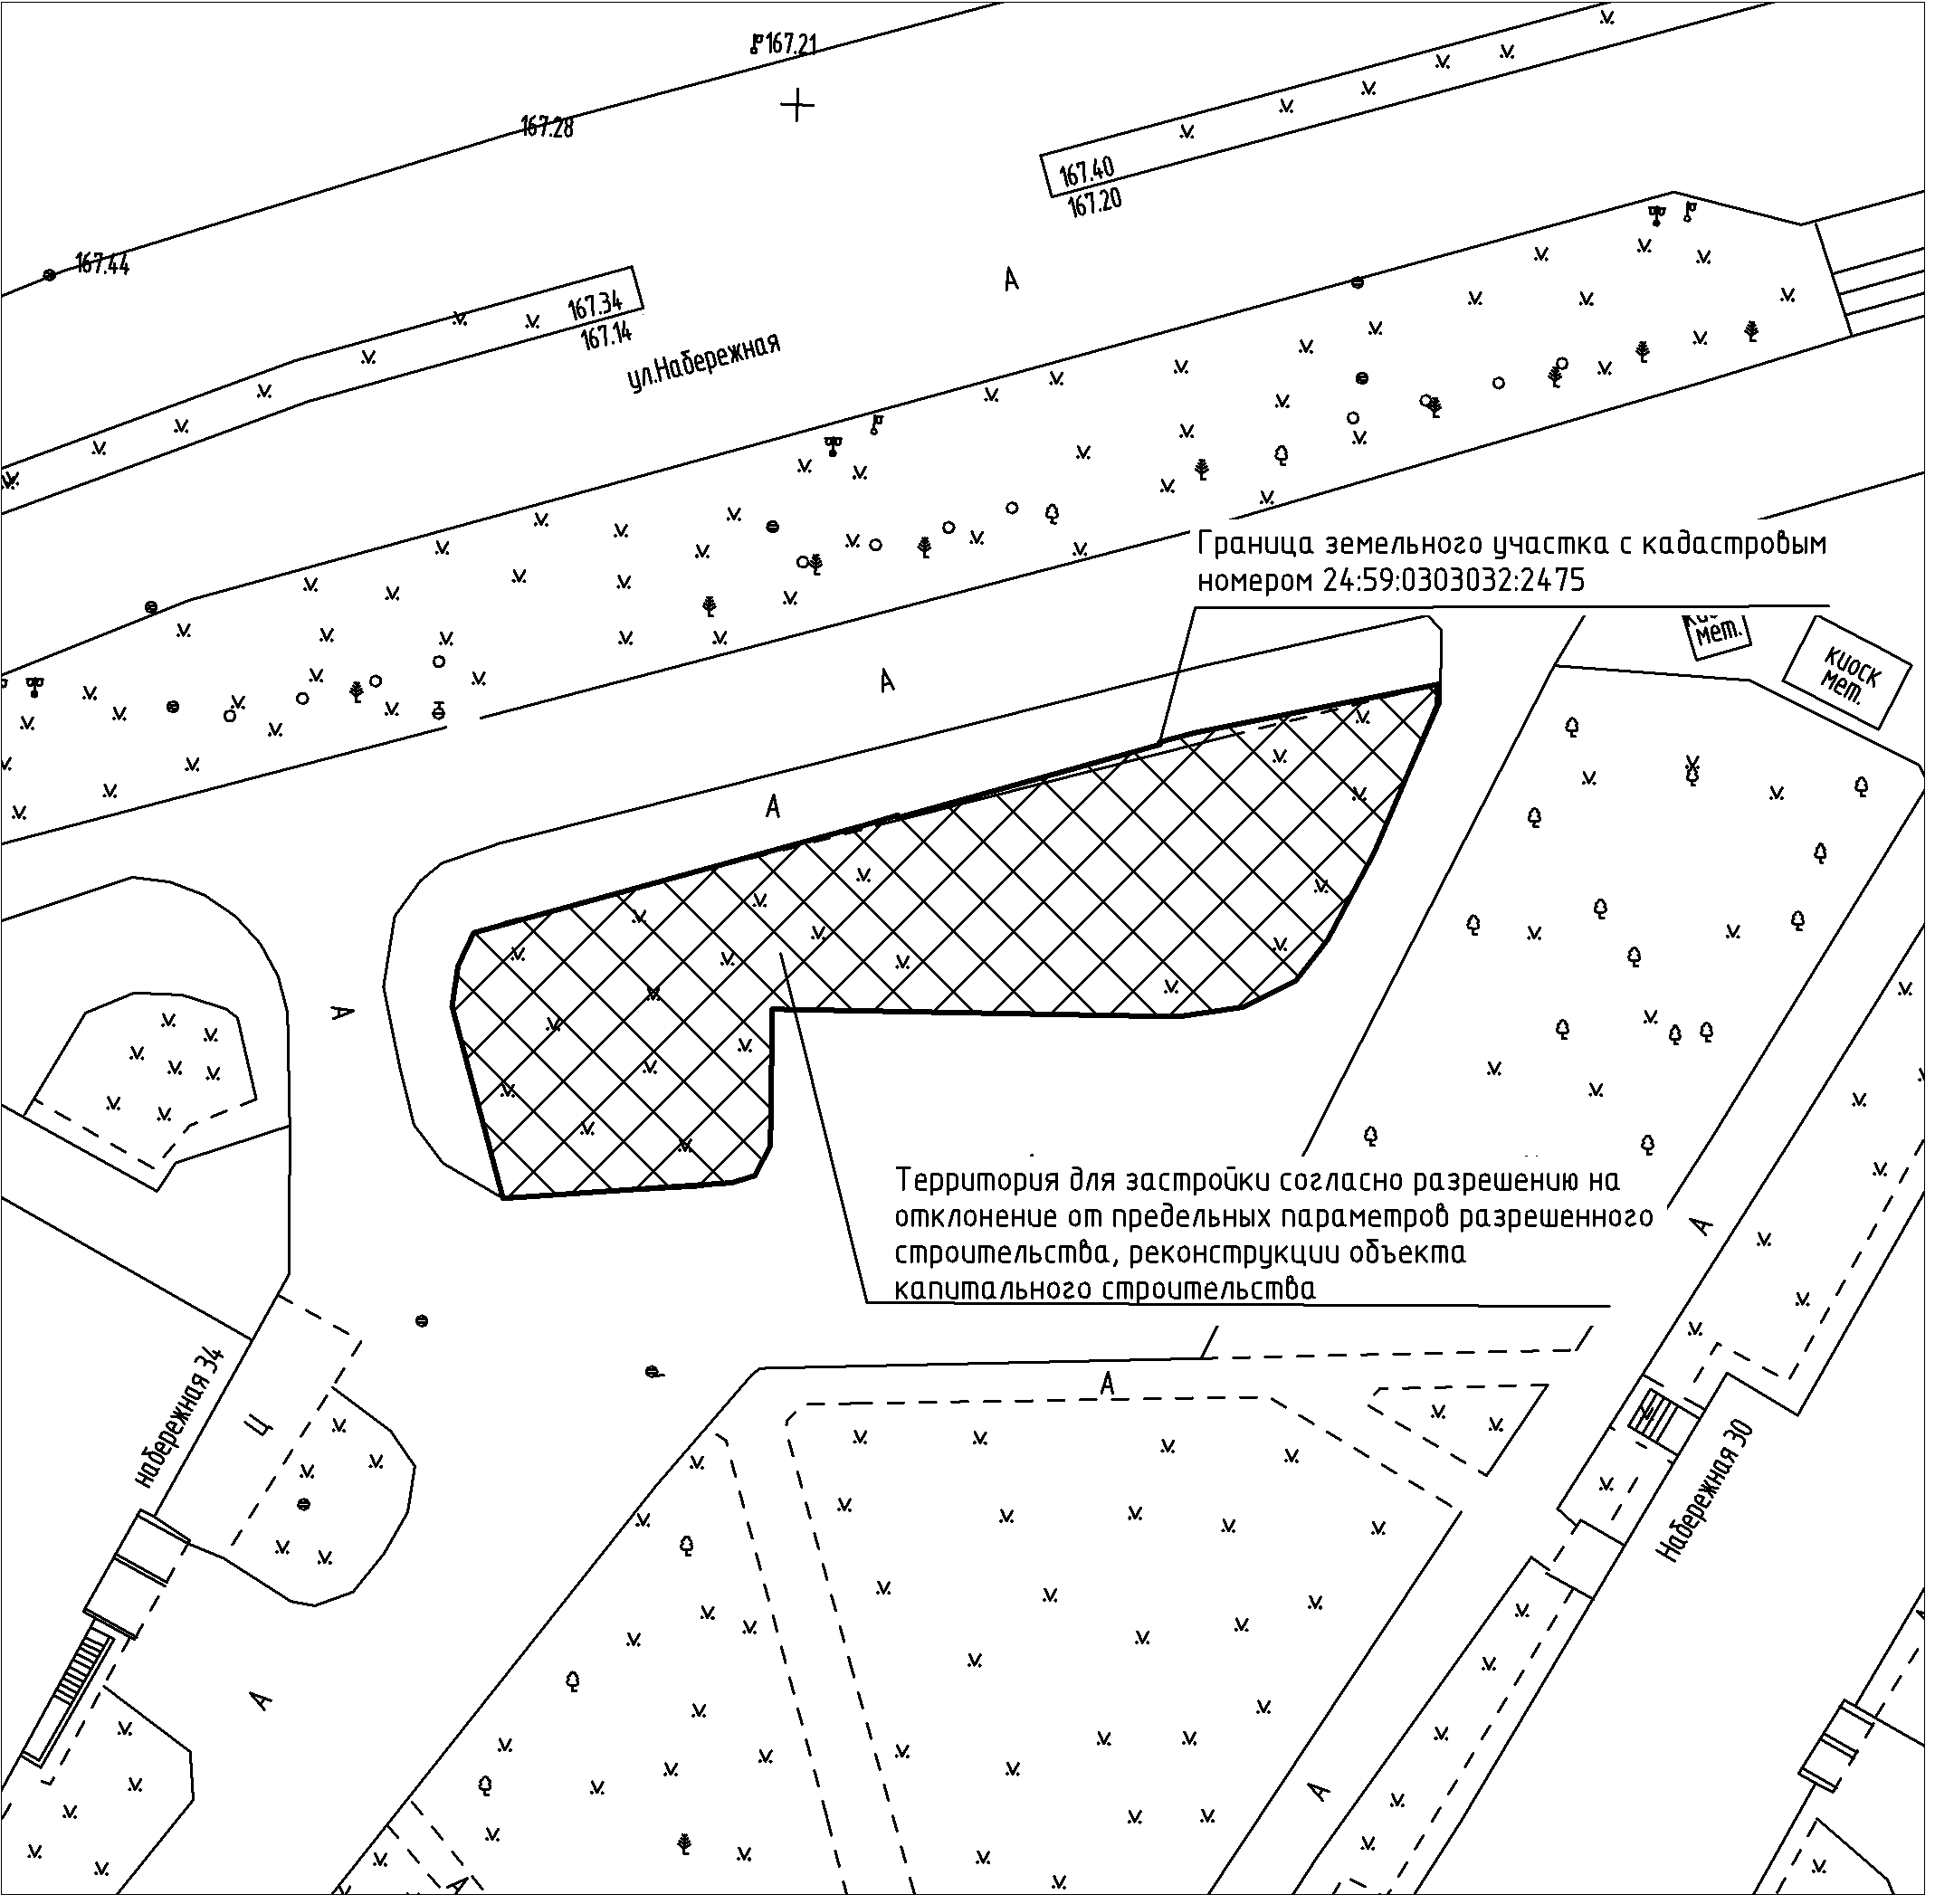 167.21
167.28
167.40
167.20
167.44
167.34
167.14
А
ул.Набережная
Граница земельного участка с кадастровым
номером 24:59:0303032:2475
мет.
киоск
мет.
А
А
А
Территория для застройки согласно разрешению на
отклонение от предельных параметров разрешенного
строительства, реконструкции объекта
капитального строительства
А
набережная 34
Ц
А
Набережная 30
А
А
А